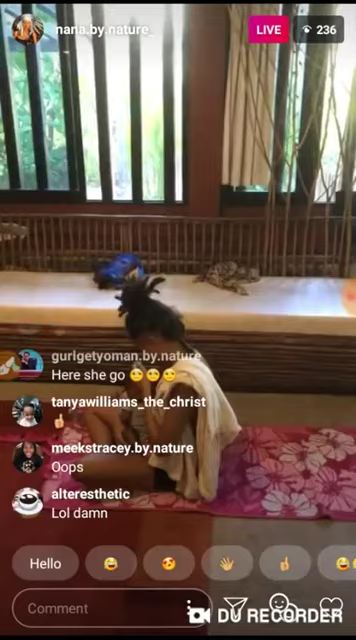 nana.by.nature_
LIVE
236
gurlgetyoman.by.nature
Here she go 🙄🙄🙄
tanyawilliams_the_christ
☝🏻
meekstracey.by.nature
Oops
alteresthetic
Lol damn
Hello 😂 😍 👋 ☝ 😂
Comment
DU RECORDER